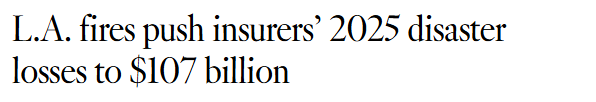 L.A. fires push insurers’ 2025 disaster
losses to $107 billion